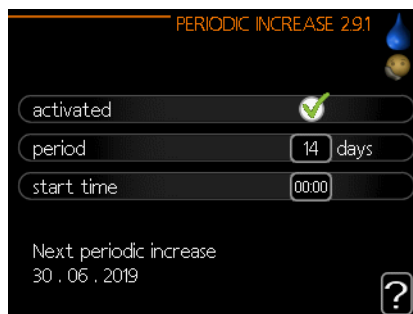 PERIODIC INCREASE 2.9.1
activated
period 14 days
start time 00:00
Next periodic increase
30 . 06 . 2019
?